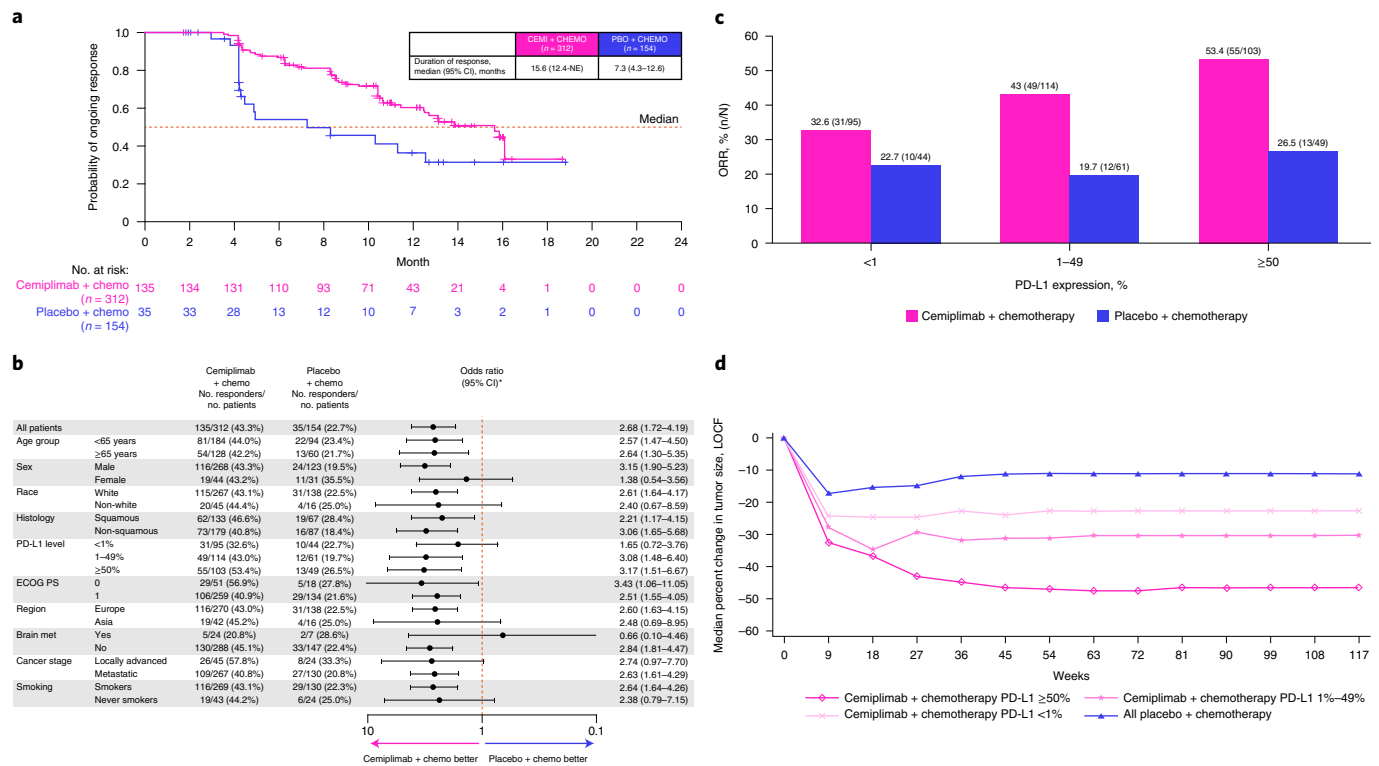 a
CEMI + CHEMO
(n = 312)
PBO + CHEMO
(n = 154)
Duration of response,
median (95% CI), months
15.6 (12.4-NE)
7.3 (4.3–12.6)
Median
Probability of ongoing response
1.0
0.8
0.6
0.4
0.2
0
0 2 4 6 8 10 12 14 16 18 20 22 24
Month
No. at risk:
Cemiplimab + chemo 135 134 131 110 93 71 43 21 4 1 0 0 0
(n = 312)
Placebo + chemo 35 33 28 13 12 10 7 3 2 1 0 0 0
(n = 154)
b
Cemiplimab
+ chemo
No. responders/
no. patients
Placebo
+ chemo
No. responders/
no. patients
Odds ratio
(95% CI)*
All patients 135/312 (43.3%) 35/154 (22.7%) 2.68 (1.72–4.19)
Age group <65 years 81/184 (44.0%) 22/94 (23.4%) 2.57 (1.47–4.50)
≥65 years 54/128 (42.2%) 13/60 (21.7%) 2.64 (1.30–5.35)
Sex Male 116/268 (43.3%) 24/123 (19.5%) 3.15 (1.90–5.23)
Female 19/44 (43.2%) 11/31 (35.5%) 1.38 (0.54–3.56)
Race White 115/267 (43.1%) 31/138 (22.5%) 2.61 (1.64–4.17)
Non-white 20/45 (44.4%) 4/16 (25.0%) 2.40 (0.67–8.59)
Histology Squamous 62/133 (46.6%) 19/67 (28.4%) 2.21 (1.17–4.15)
Non-squamous 73/179 (40.8%) 16/87 (18.4%) 3.06 (1.65–5.68)
PD-L1 level <1% 31/95 (32.6%) 10/44 (22.7%) 1.65 (0.72–3.76)
1–49% 49/114 (43.0%) 12/61 (19.7%) 3.08 (1.48–6.40)
≥50% 55/103 (53.4%) 13/49 (26.5%) 3.17 (1.51–6.67)
ECOG PS 0 29/51 (56.9%) 5/18 (27.8%) 3.43 (1.06–11.05)
1 106/259 (40.9%) 29/134 (21.6%) 2.51 (1.55–4.05)
Region Europe 116/270 (43.0%) 31/138 (22.5%) 2.60 (1.63–4.15)
Asia 19/42 (45.2%) 4/16 (25.0%) 2.48 (0.69–8.95)
Brain met Yes 5/24 (20.8%) 2/7 (28.6%) 0.66 (0.10–4.46)
No 130/288 (45.1%) 33/147 (22.4%) 2.84 (1.81–4.47)
Cancer stage Locally advanced 26/45 (57.8%) 8/24 (33.3%) 2.74 (0.97–7.70)
Metastatic 109/267 (40.8%) 27/130 (20.8%) 2.63 (1.61–4.29)
Smoking Smokers 116/269 (43.1%) 29/130 (22.3%) 2.64 (1.64–4.26)
Never smokers 19/43 (44.2%) 6/24 (25.0%) 2.38 (0.79–7.15)
10 1 0.1
Cemiplimab + chemo better Placebo + chemo better
c
ORR, % (n/N)
60
50
40
30
20
10
0
32.6 (31/95)
22.7 (10/44)
43 (49/114)
19.7 (12/61)
53.4 (55/103)
26.5 (13/49)
<1 1–49 ≥50
PD-L1 expression, %
Cemiplimab + chemotherapy Placebo + chemotherapy
d
Median percent change in tumor size, LOCF
0
−10
−20
−30
−40
−50
−60
0 9 18 27 36 45 54 63 72 81 90 99 108 117
Weeks
Cemiplimab + chemotherapy PD-L1 ≥50% Cemiplimab + chemotherapy PD-L1 1%–49%
Cemiplimab + chemotherapy PD-L1 <1% All placebo + chemotherapy